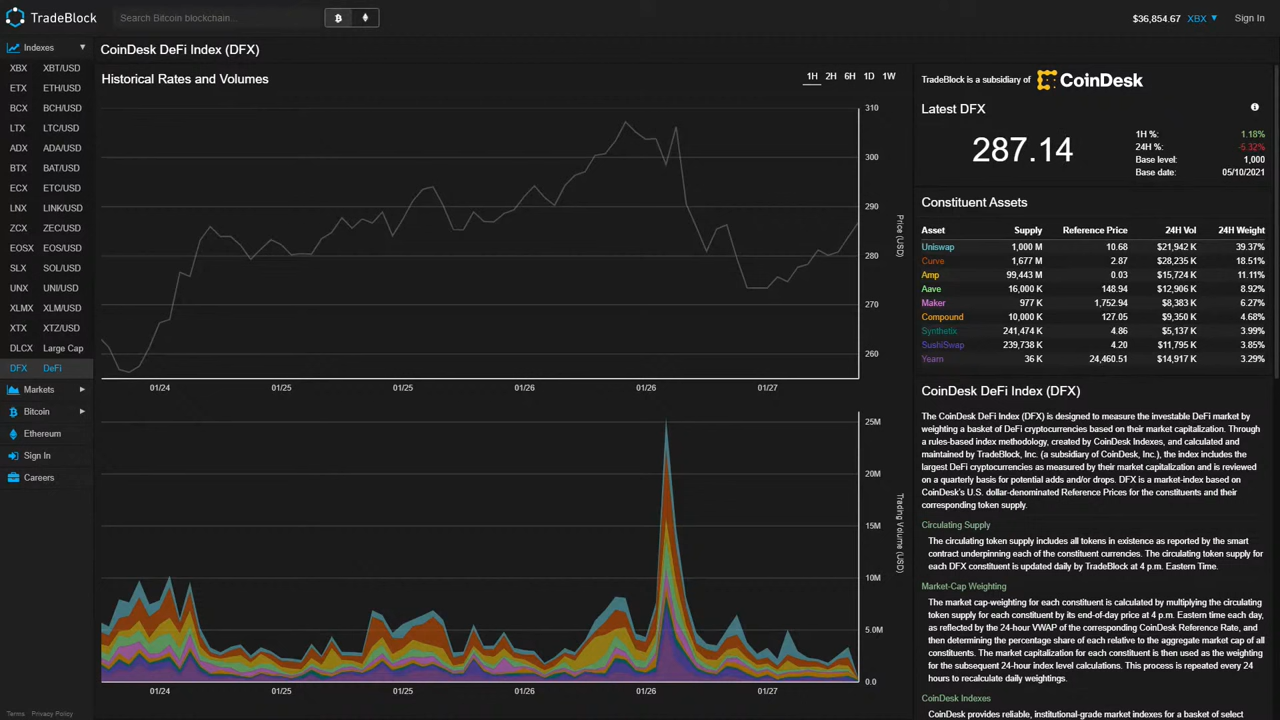 TradeBlock
Search Bitcoin blockchain...
$36,854.67 XBX ▼
Sign In
Indexes ▼
XBX XBT/USD
ETX ETH/USD
BCX BCH/USD
LTX LTC/USD
ADX ADA/USD
BTX BAT/USD
ECX ETC/USD
LNX LINK/USD
ZCX ZEC/USD
EOSX EOS/USD
SLX SOL/USD
UNX UNI/USD
XLMX XLM/USD
XTX XTZ/USD
DLCX Large Cap
DFX DeFi
Markets
Bitcoin
Ethereum
Sign In
Careers
Terms Privacy Policy
CoinDesk DeFi Index (DFX)
Historical Rates and Volumes
1H 2H 6H 1D 1W
310
300
290
280
270
260
Price (USD)
01/24 01/25 01/25 01/26 01/26 01/27
25M
20M
15M
10M
5.0M
0.0
Trading Volume (USD)
01/24 01/25 01/25 01/26 01/26 01/27
TradeBlock is a subsidiary of CoinDesk
Latest DFX
287.14
1H %: 1.18%
24H %: -5.32%
Base level: 1,000
Base date: 05/10/2021
Constituent Assets
Asset Supply Reference Price 24H Vol 24H Weight
Uniswap 1,000 M 10.68 $21,942 K 39.37%
Curve 1,677 M 2.87 $28,235 K 18.51%
Amp 99,443 M 0.03 $15,724 K 11.11%
Aave 16,000 K 148.94 $12,906 K 8.92%
Maker 977 K 1,752.94 $8,383 K 6.27%
Compound 10,000 K 127.05 $9,350 K 4.68%
Synthetix 241,474 K 4.86 $5,137 K 3.99%
SushiSwap 239,738 K 4.20 $11,795 K 3.85%
Yearn 36 K 24,460.51 $14,917 K 3.29%
CoinDesk DeFi Index (DFX)
The CoinDesk DeFi Index (DFX) is designed to measure the investable DeFi market by
weighting a basket of DeFi cryptocurrencies based on their market capitalization. Through
a rules-based index methodology, created by CoinDesk Indexes, and calculated and
maintained by TradeBlock, Inc. (a subsidiary of CoinDesk, Inc.), the index includes the
largest DeFi cryptocurrencies as measured by their market capitalization and is reviewed
on a quarterly basis for potential adds and/or drops. DFX is a market-index based on
CoinDesk's U.S. dollar-denominated Reference Prices for the constituents and their
corresponding token supply.
Circulating Supply
The circulating token supply includes all tokens in existence as reported by the smart
contract underpinning each of the constituent currencies. The circulating token supply for
each DFX constituent is updated daily by TradeBlock at 4 p.m. Eastern Time.
Market-Cap Weighting
The market cap-weighting for each constituent is calculated by multiplying the circulating
token supply for each constituent by its end-of-day price at 4 p.m. Eastern time each day,
as reflected by the 24-hour VWAP of the corresponding CoinDesk Reference Rate, and
then determining the percentage share of each relative to the aggregate market cap of all
constituents. The market capitalization for each constituent is then used as the weighting
for the subsequent 24-hour index level calculations. This process is repeated every 24
hours to recalculate daily weightings.
CoinDesk Indexes
CoinDesk provides reliable, institutional-grade market indexes for a basket of select